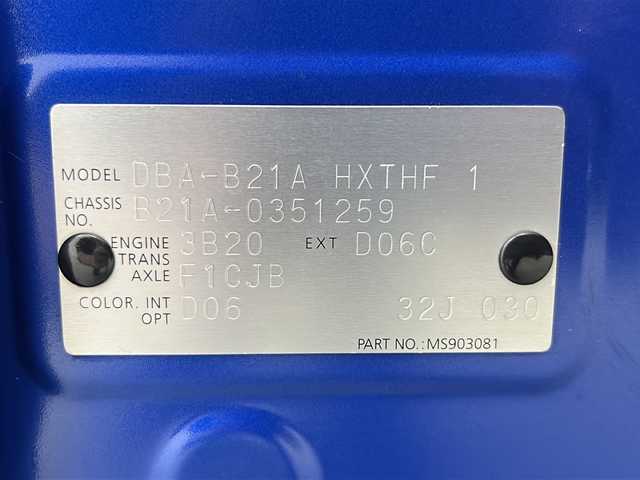 MODEL DBA-B21A HXTHF 1
CHASSIS NO. B21A-0351259
ENGINE 3B20 EXT D06C
TRANS AXLE F1CJB
COLOR. INT OPT D06 32J 030
PART NO.:MS903081